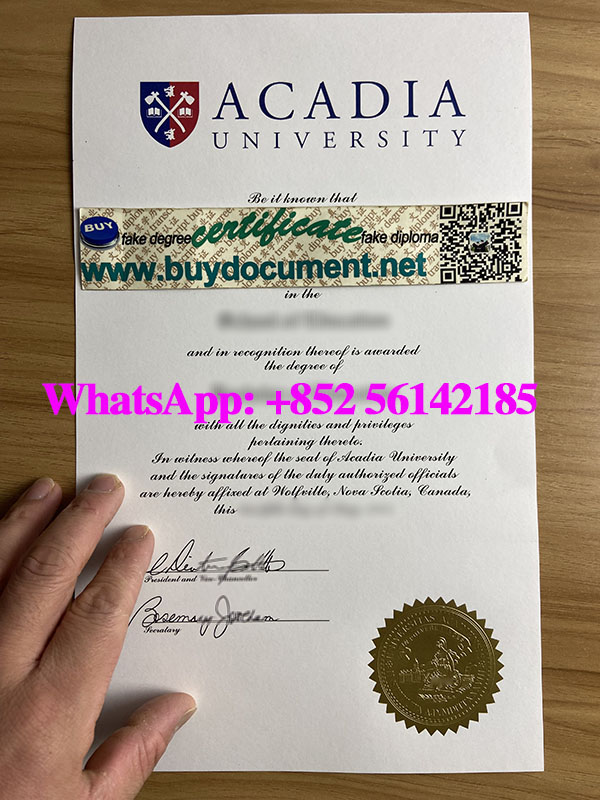 ACADIA
UNIVERSITY
Be it known that
BUY
fake degree certificate fake diploma
www.buydocument.net
in the
and in recognition thereof is awarded
the degree of
WhatsApp: +852 56142185
with all the dignities and privileges
pertaining thereto.
In witness whereof the seal of Acadia University
and the signatures of the duly authorized officials
are hereby affixed at Wolfville, Nova Scotia, Canada,
this
President and Vice-Chancellor
Rosemary
Secretary